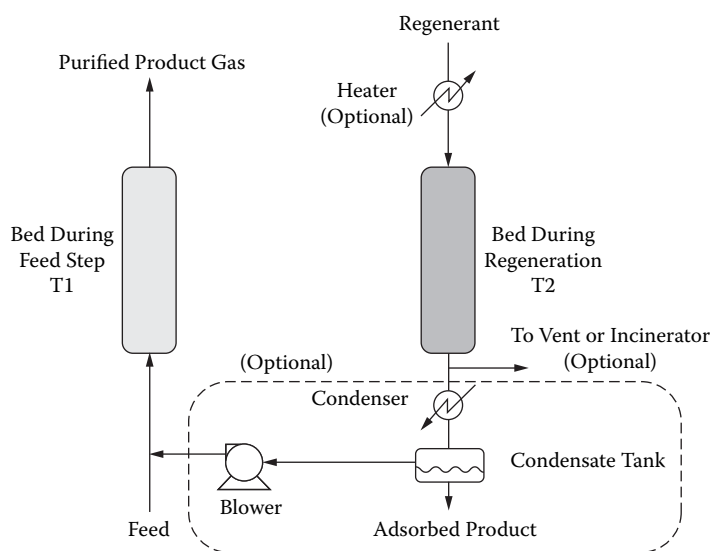 Regenerant
Purified Product Gas
Heater
(Optional)
Bed During
Feed Step
T1
Bed During
Regeneration
T2
To Vent or Incinerator
(Optional)
(Optional)
Condenser
Condensate Tank
Blower
Feed
Adsorbed Product